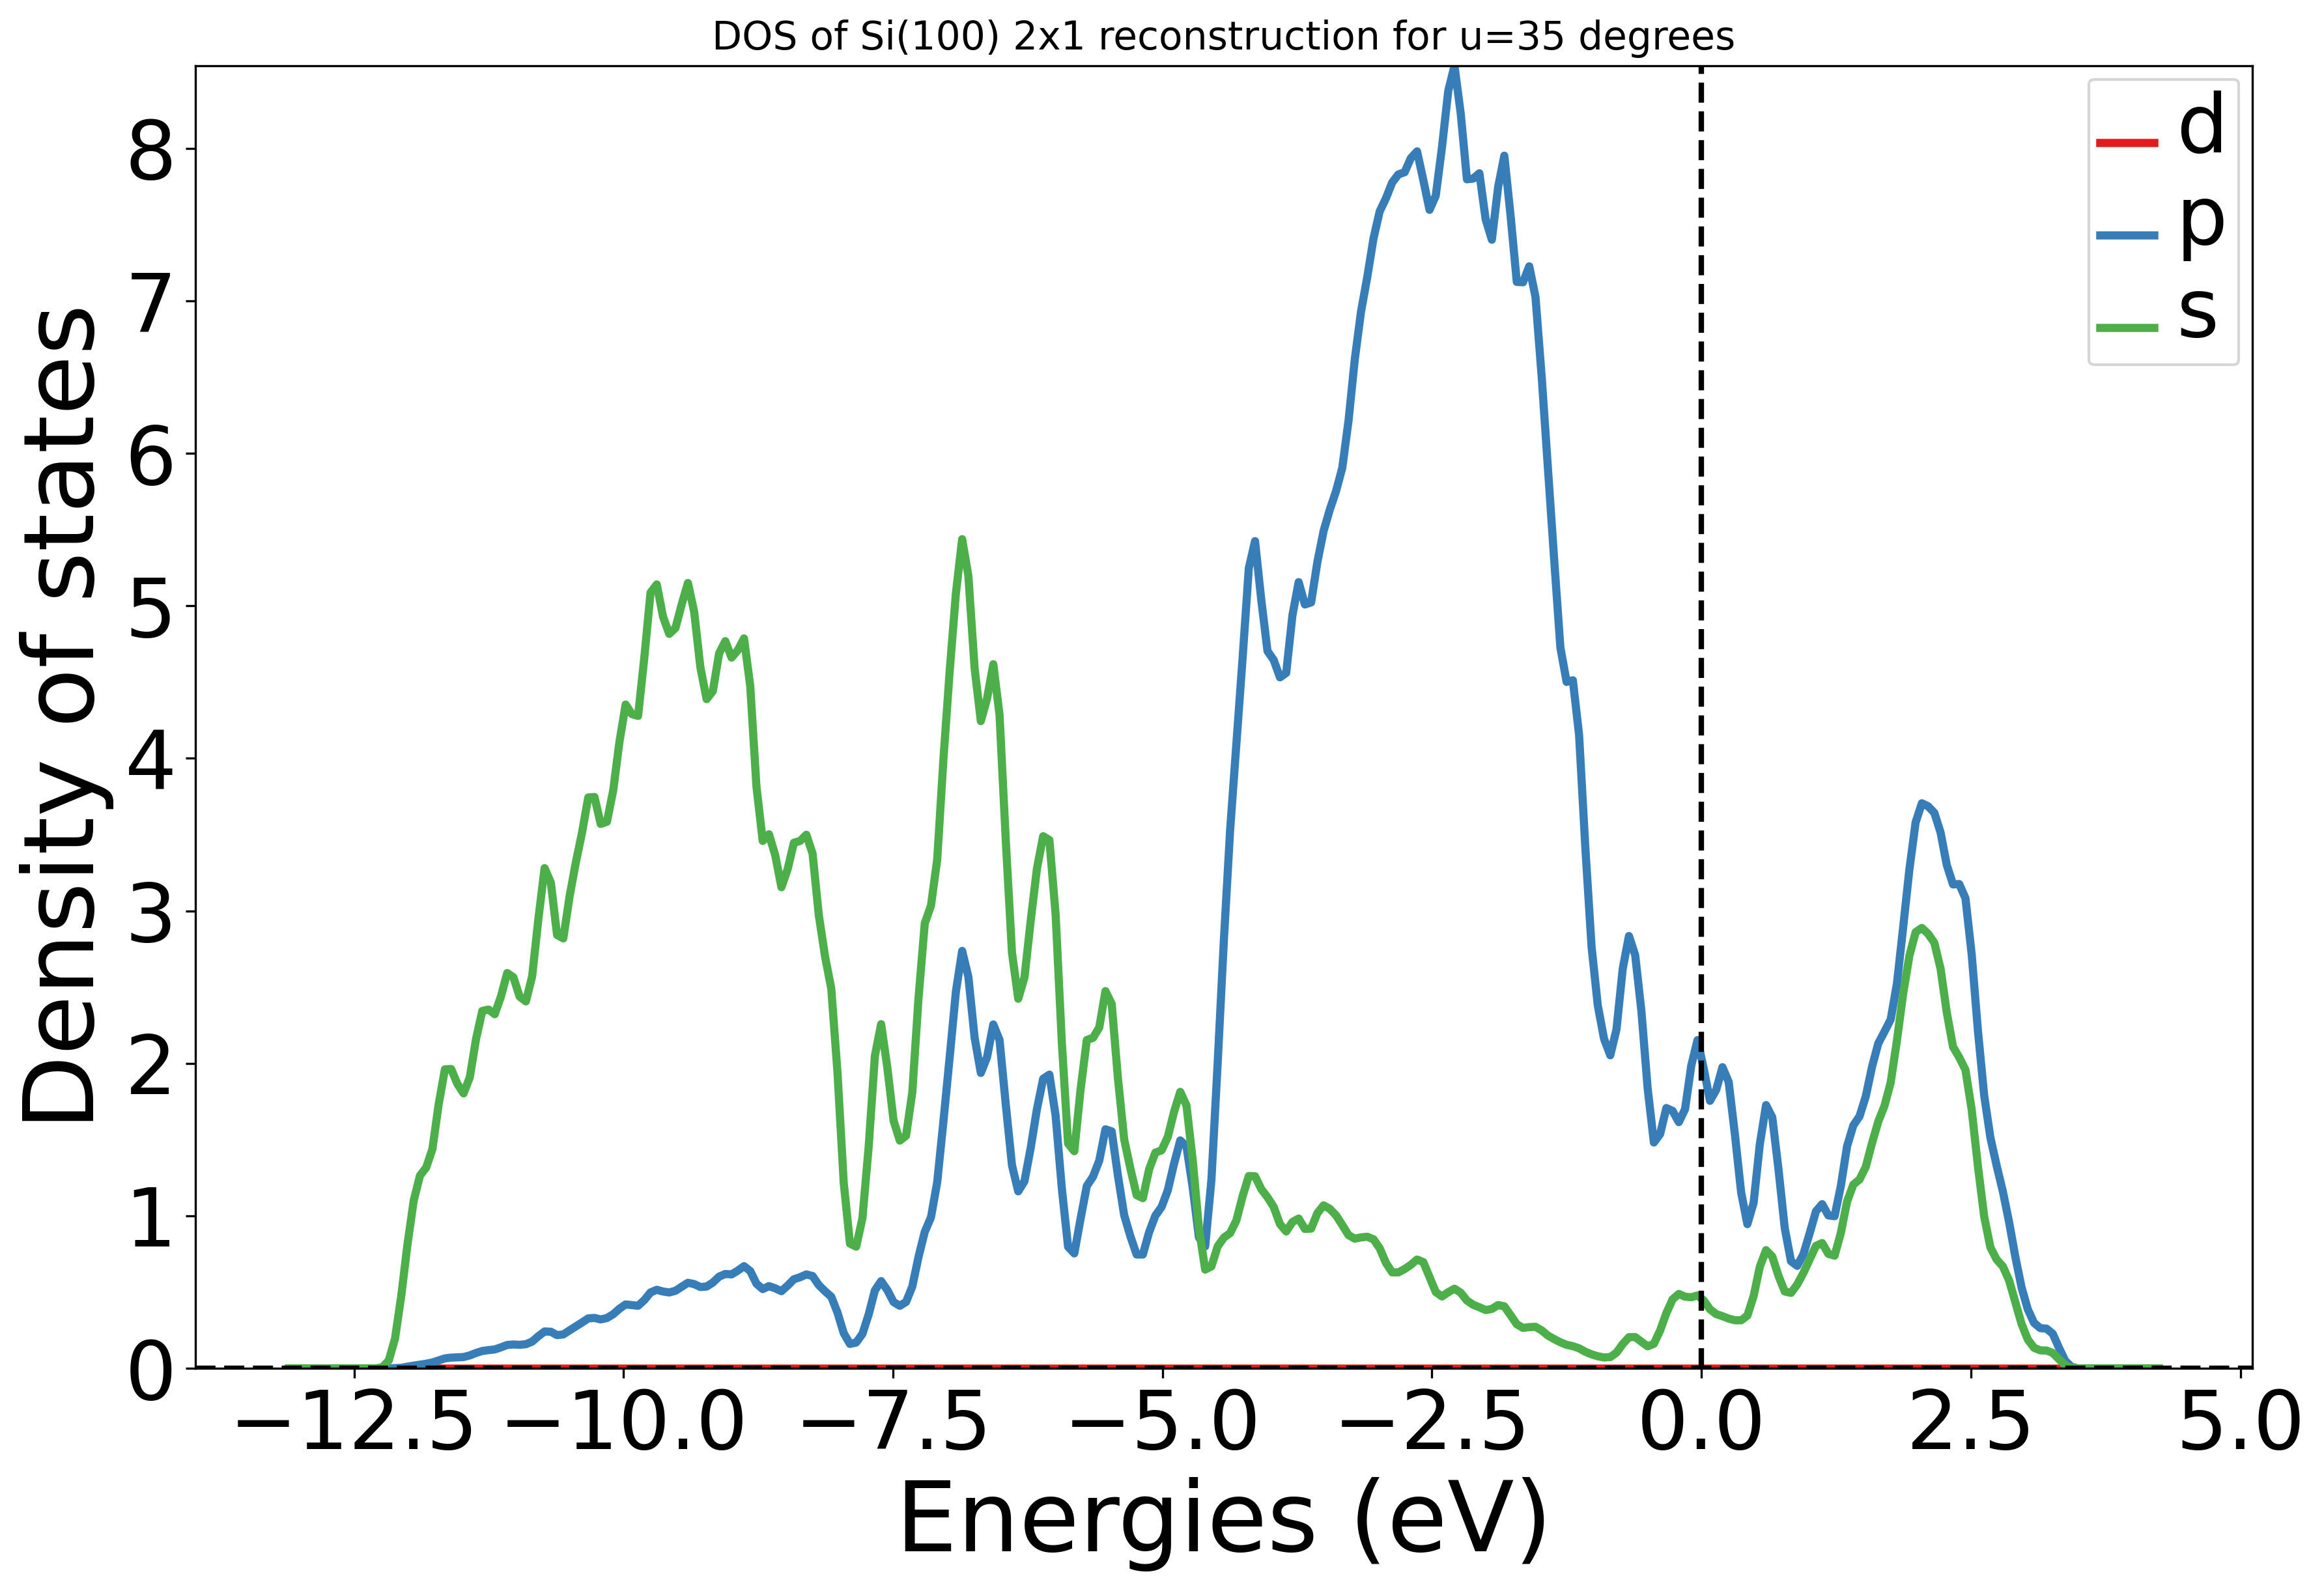 DOS of Si(100) 2x1 reconstruction for u=35 degrees
d
p
s
Density of states
8
7
6
5
4
3
2
1
0
−12.5 −10.0 −7.5 −5.0 −2.5 0.0 2.5 5.0
Energies (eV)